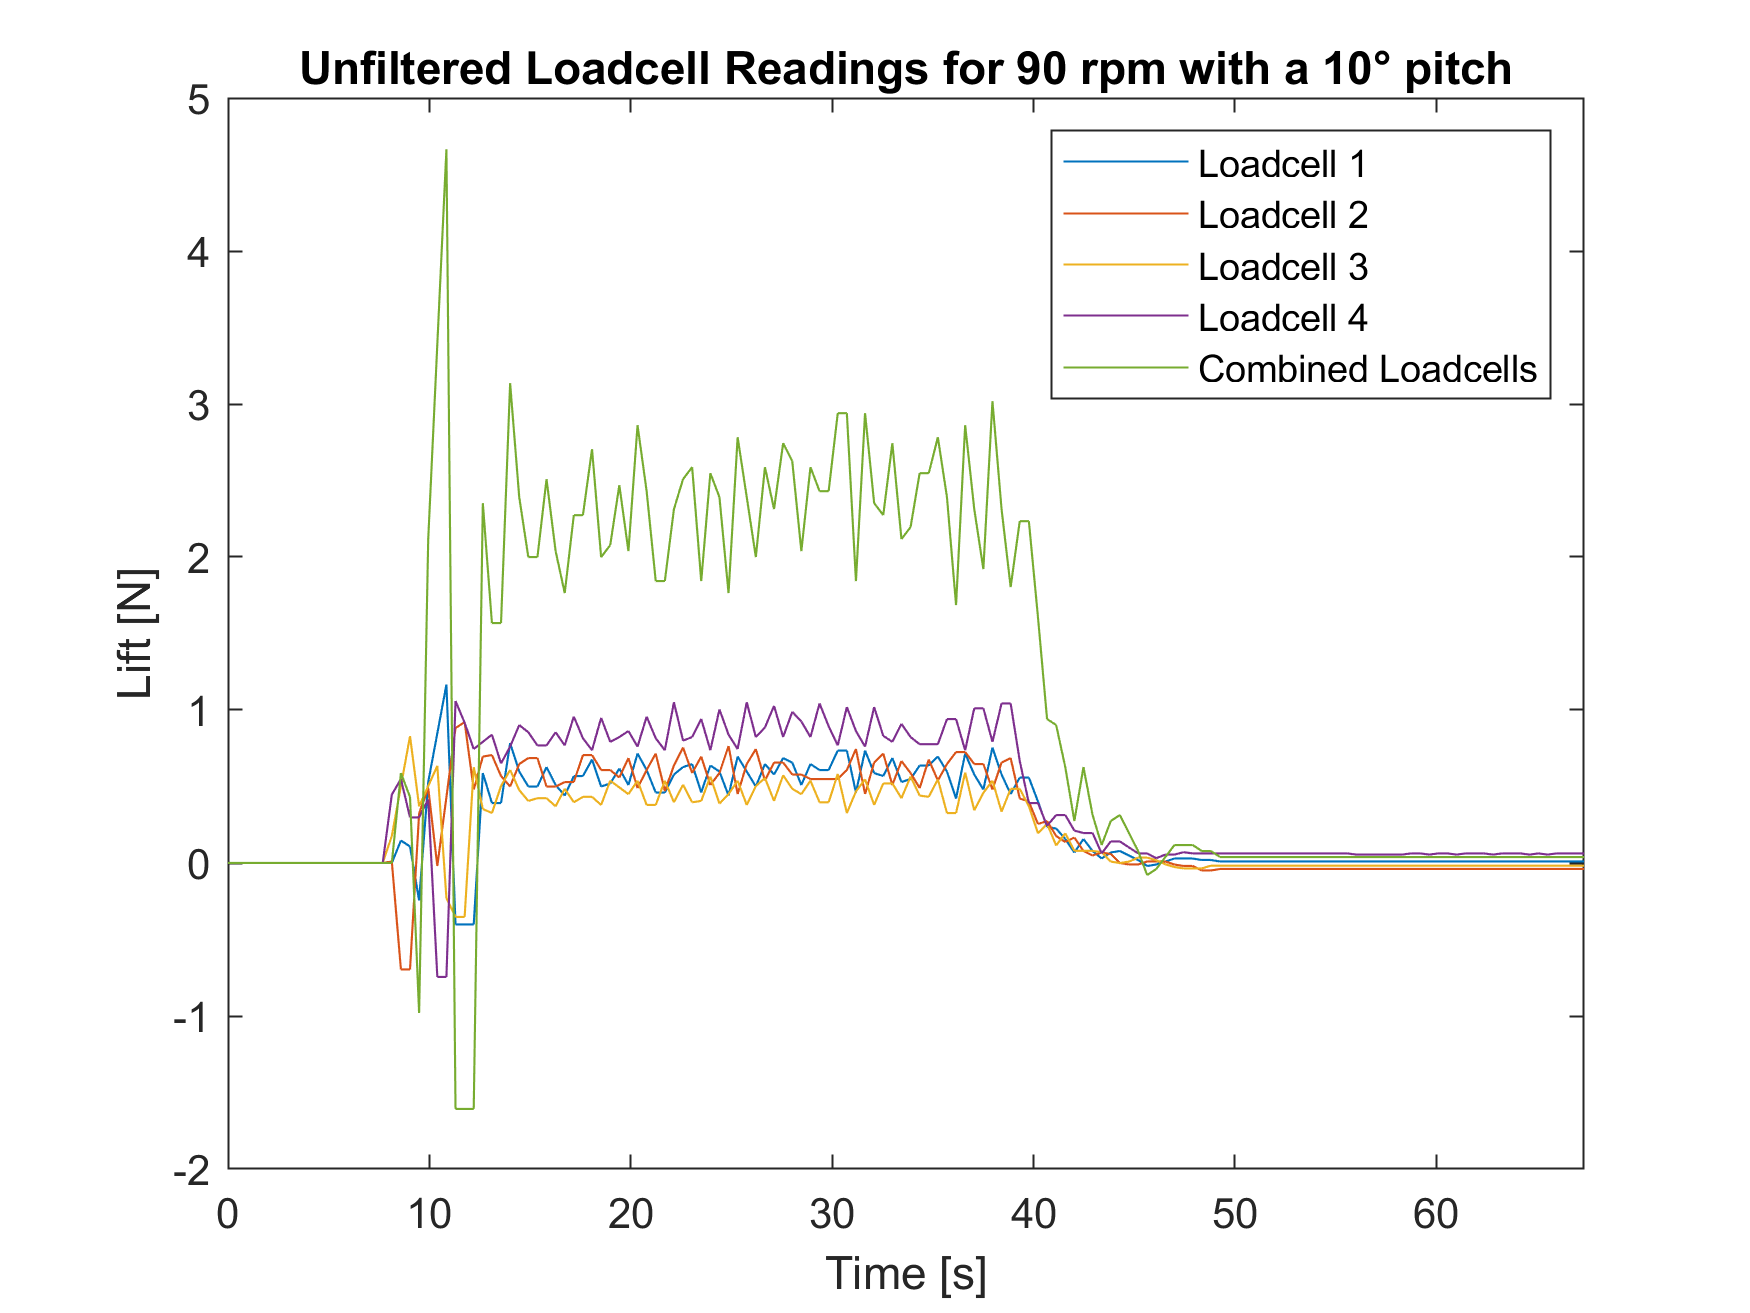 Unfiltered Loadcell Readings for 90 rpm with a 10° pitch
5
4
3
2
1
0
-1
-2
Lift [N]
Loadcell 1
Loadcell 2
Loadcell 3
Loadcell 4
Combined Loadcells
0 10 20 30 40 50 60
Time [s]